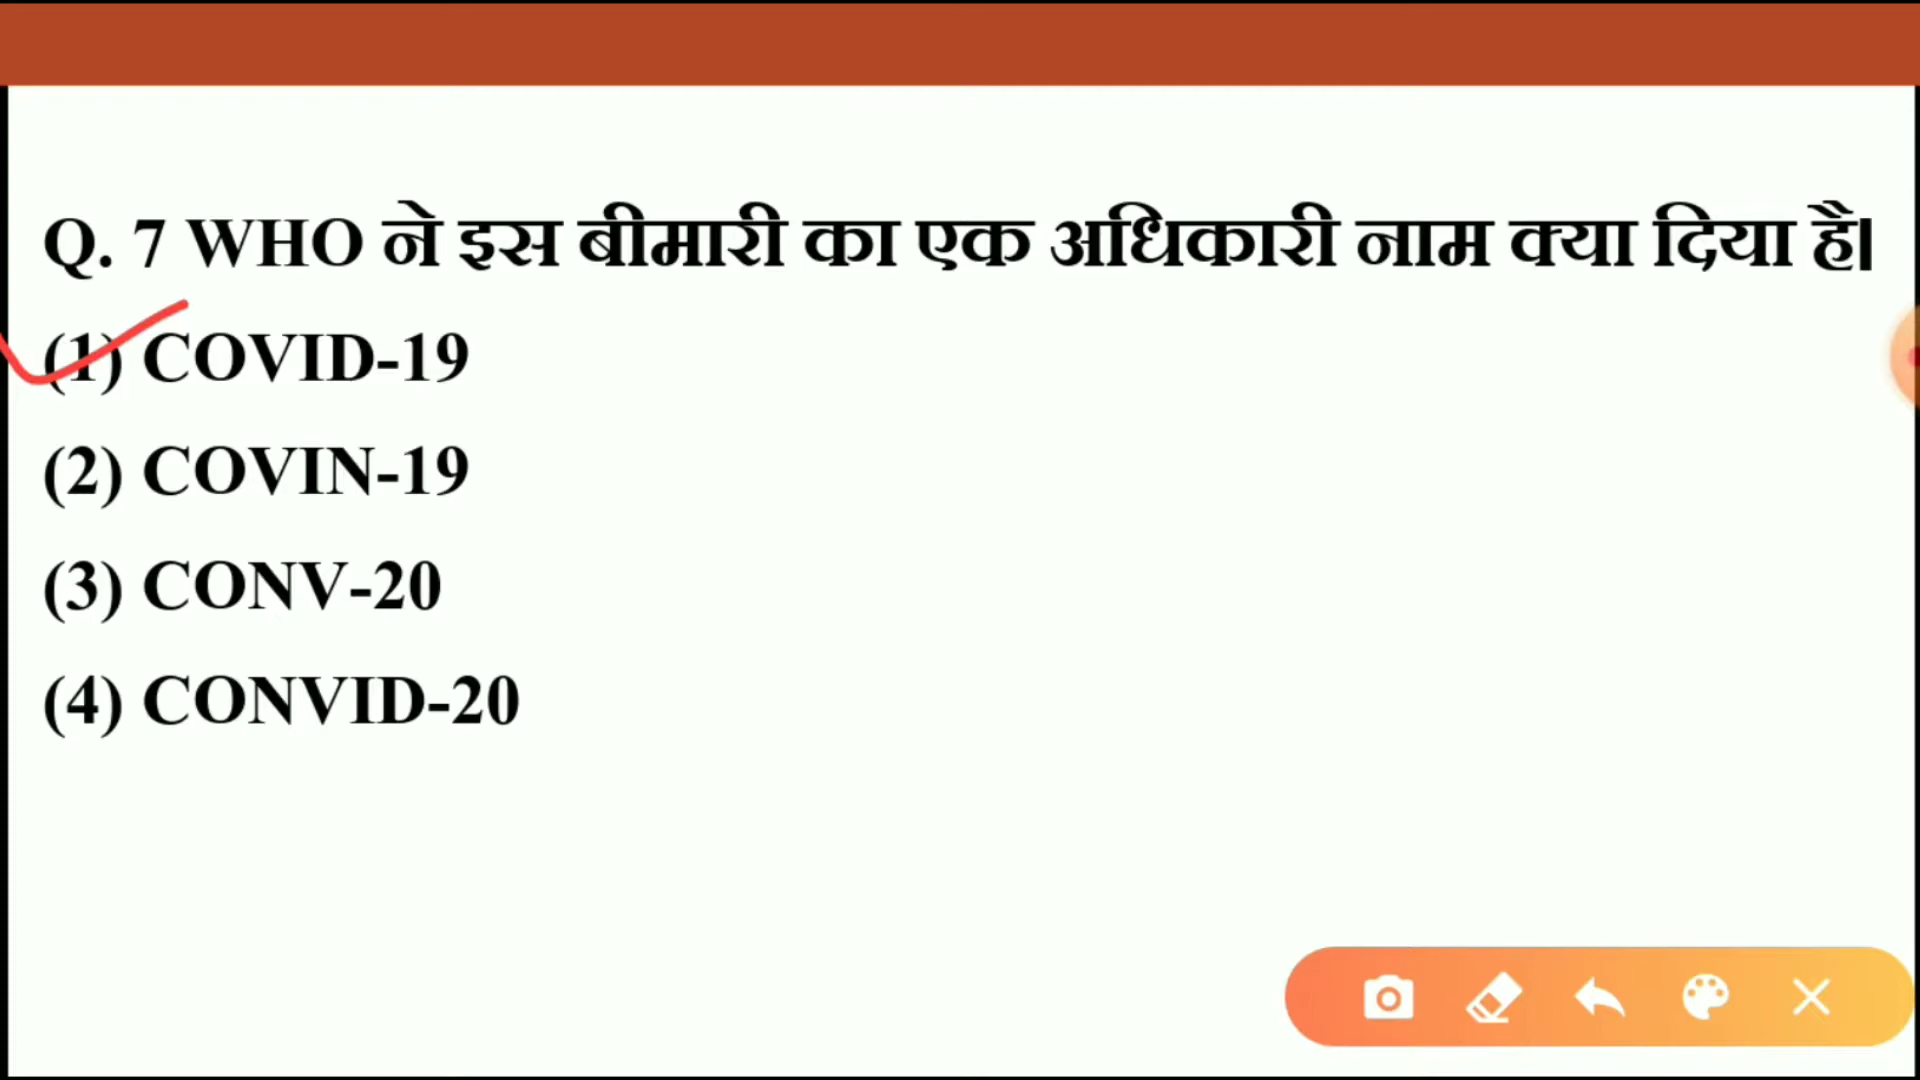 Q. 7 WHO ने इस बीमारी का एक अधिकारी नाम क्या दिया है।
(1) COVID-19
(2) COVIN-19
(3) CONV-20
(4) CONVID-20